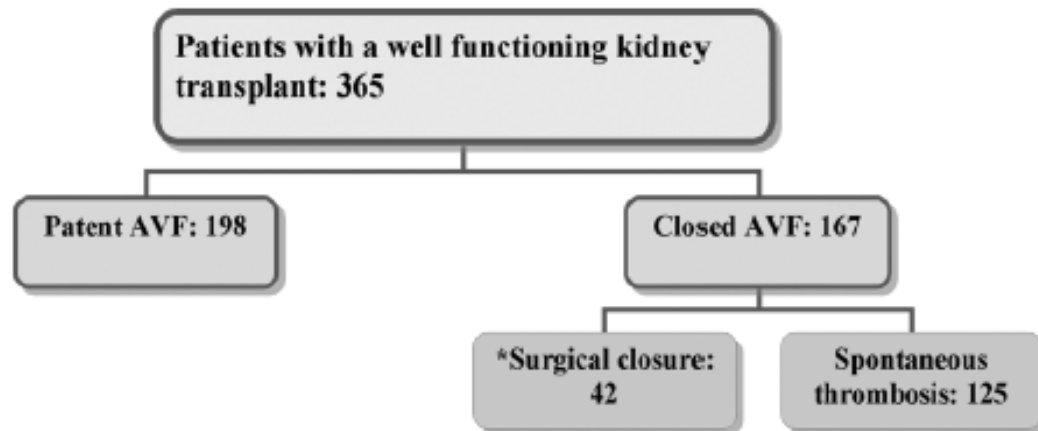 Patients with a well functioning kidney
transplant: 365
Patent AVF: 198
Closed AVF: 167
*Surgical closure:
42
Spontaneous
thrombosis: 125